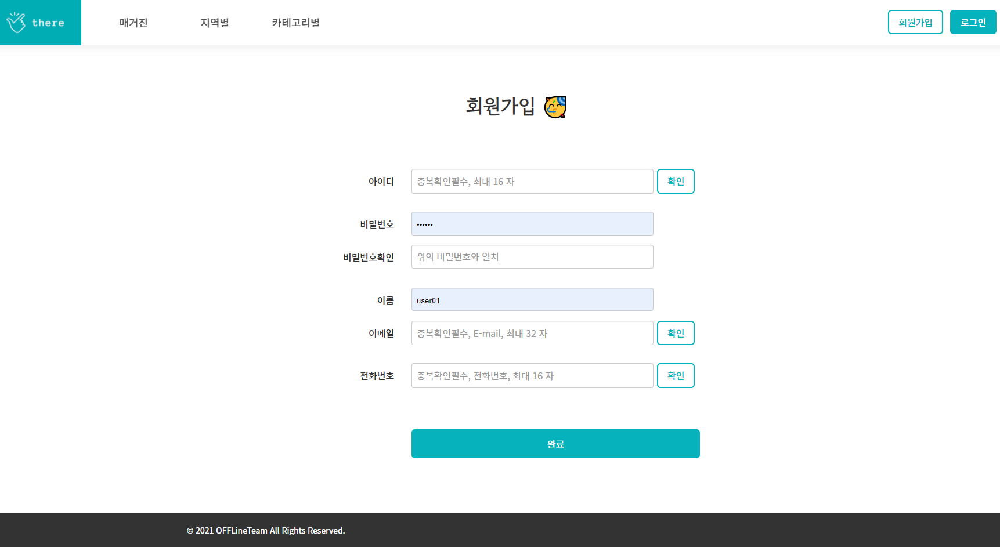 there
매거진
지역별
카테고리별
회원가입
로그인
회원가입 🥳
아이디
중복확인필수, 최대 16 자
확인
비밀번호
••••••
비밀번호확인
위의 비밀번호와 일치
이름
user01
이메일
중복확인필수, E-mail, 최대 32 자
확인
전화번호
중복확인필수, 전화번호, 최대 16 자
확인
완료
© 2021 OFFLineTeam All Rights Reserved.